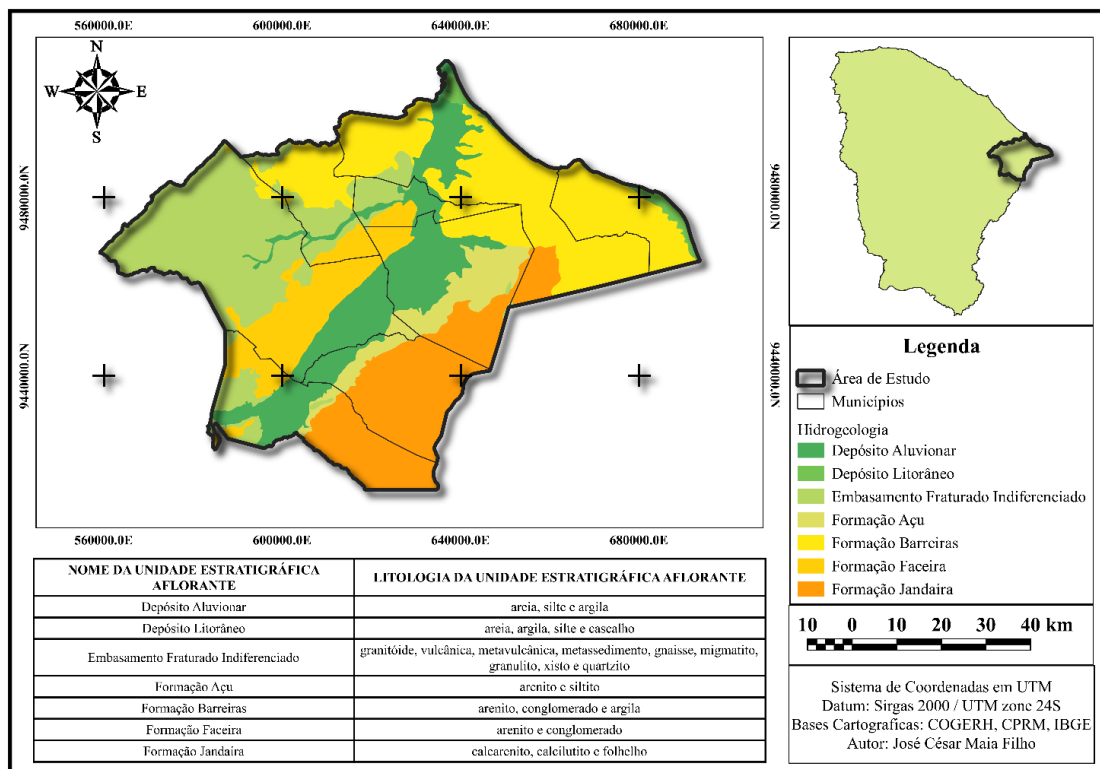 560000.0E 600000.0E 640000.0E 680000.0E
N
W E
S
9480000.0N
9440000.0N
9480000.0N
9440000.0N
560000.0E 600000.0E 640000.0E 680000.0E
Legenda
Área de Estudo
Municípios
Hidrogeologia
Depósito Aluvionar
Depósito Litorâneo
Embasamento Fraturado Indiferenciado
Formação Açu
Formação Barreiras
Formação Faceira
Formação Jandaíra
10 0 10 20 30 40 km
Sistema de Coordenadas em UTM
Datum: Sirgas 2000 / UTM zone 24S
Bases Cartograficas: COGERH, CPRM, IBGE
Autor: José César Maia Filho
NOME DA UNIDADE ESTRATIGRÁFICA
AFLORANTE
LITOLOGIA DA UNIDADE ESTRATIGRÁFICA AFLORANTE
Depósito Aluvionar
areia, silte e argila
Depósito Litorâneo
areia, argila, silte e cascalho
Embasamento Fraturado Indiferenciado
granitóide, vulcânica, metavulcânica, metassedimento, gnaisse, migmatito,
granulito, xisto e quartzito
Formação Açu
arenito e siltito
Formação Barreiras
arenito, conglomerado e argila
Formação Faceira
arenito e conglomerado
Formação Jandaíra
calcarenito, calcilutito e folhelho